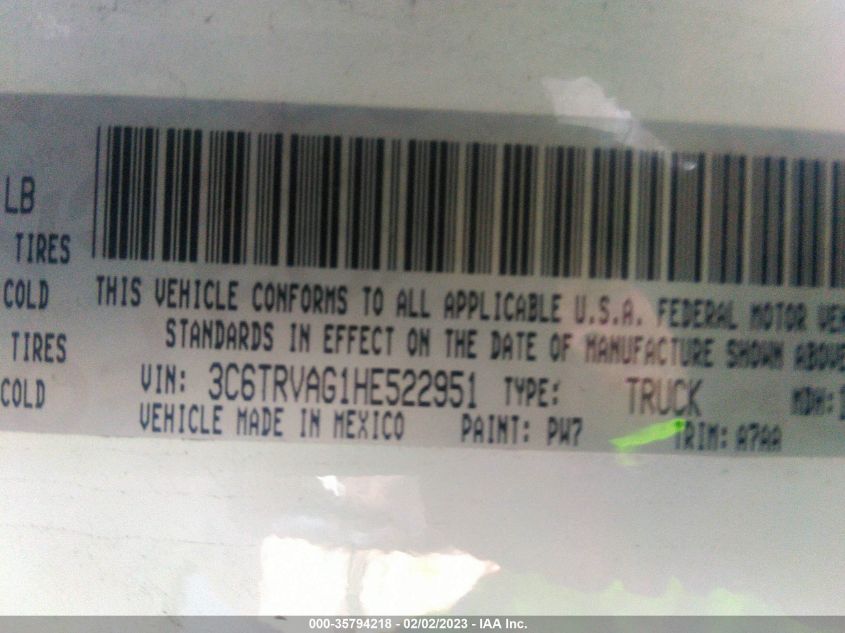 LB
TIRES
COLD
TIRES
COLD
THIS VEHICLE CONFORMS TO ALL APPLICABLE U.S.A. FEDERAL MOTOR VEH
STANDARDS IN EFFECT ON THE DATE OF MANUFACTURE SHOWN ABOVE
VIN: 3C6TRVAG1HE522951 TYPE: TRUCK MDH:
VEHICLE MADE IN MEXICO PAINT: PW7 TRIM: A7AA
000-35794218 - 02/02/2023 - IAA Inc.